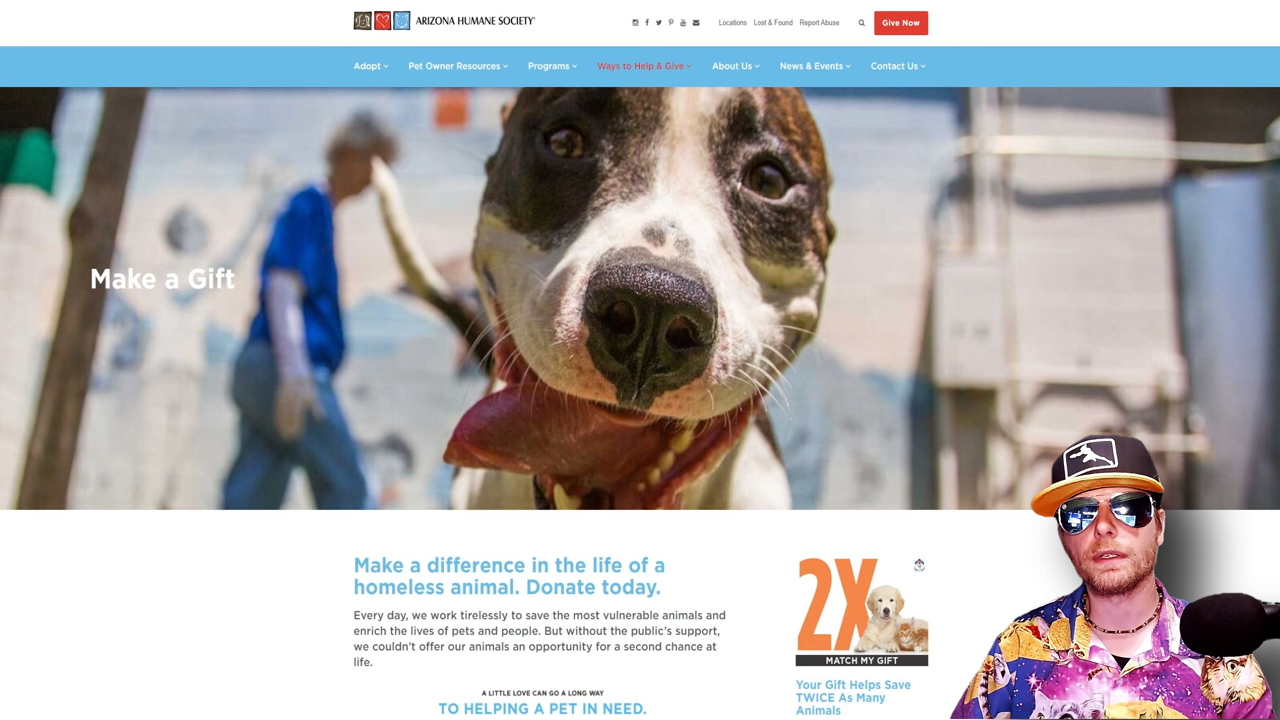 ARIZONA HUMANE SOCIETY
Locations Lost & Found Report Abuse Give Now
Adopt Pet Owner Resources Programs Ways to Help & Give About Us News & Events Contact Us
Make a Gift
Make a difference in the life of a
homeless animal. Donate today.
Every day, we work tirelessly to save the most vulnerable animals and
enrich the lives of pets and people. But without the public's support,
we couldn't offer our animals an opportunity for a second chance at
life.
A LITTLE LOVE CAN GO A LONG WAY
TO HELPING A PET IN NEED.
2X
MATCH MY GIFT
Your Gift Helps Save
TWICE As Many
Animals